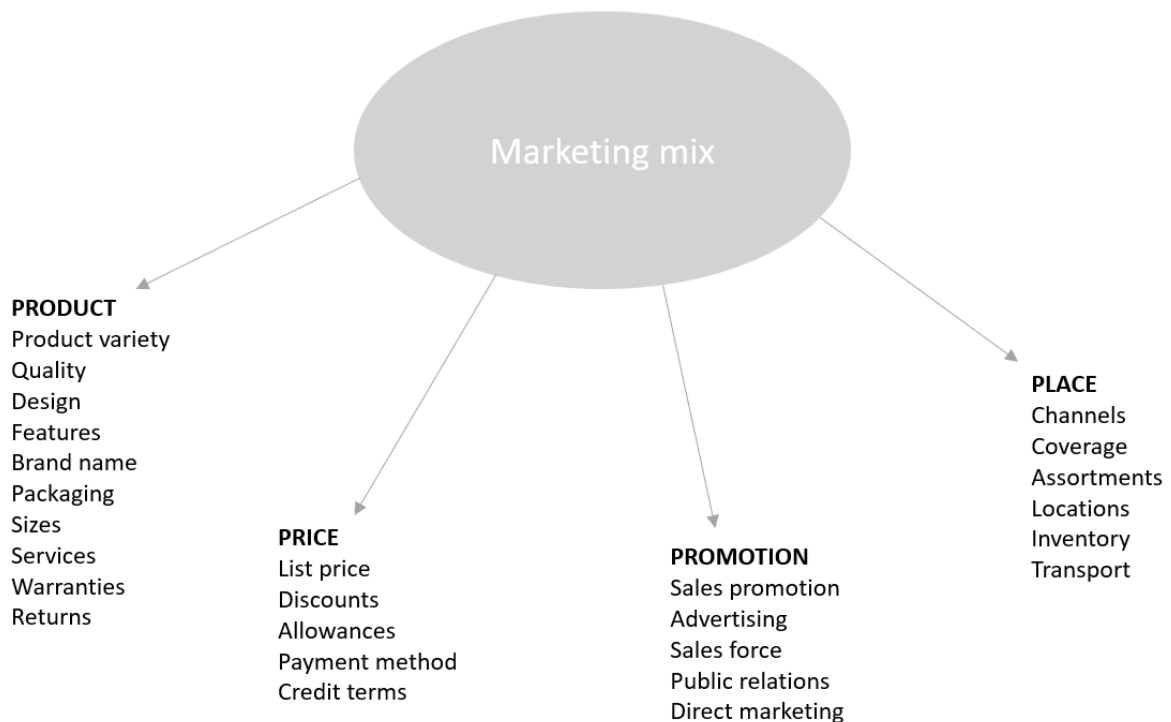 Marketing mix
PRODUCT
Product variety
Quality
Design
Features
Brand name
Packaging
Sizes
Services
Warranties
Returns
PRICE
List price
Discounts
Allowances
Payment method
Credit terms
PROMOTION
Sales promotion
Advertising
Sales force
Public relations
Direct marketing
PLACE
Channels
Coverage
Assortments
Locations
Inventory
Transport